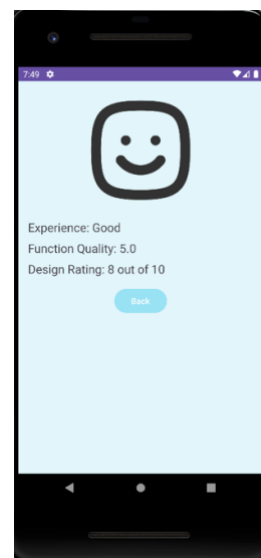 7:49
Experience: Good
Function Quality: 5.0
Design Rating: 8 out of 10
Back